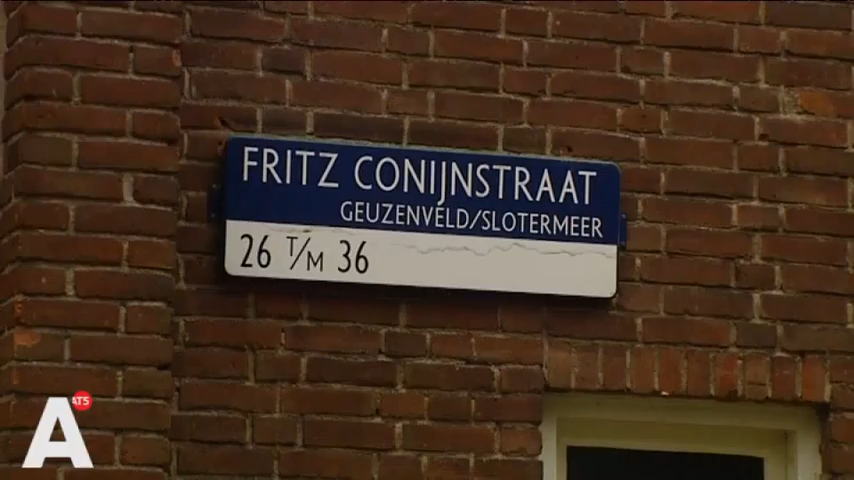 FRITZ CONIJNSTRAAT
GEUZENVELD/SLOTERMEER
26 T/M 36
A AT5